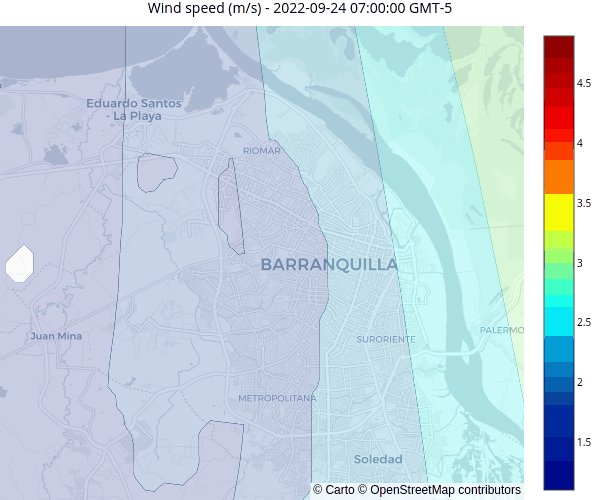 Wind speed (m/s) - 2022-09-24 07:00:00 GMT-5
Eduardo Santos
- La Playa
RIOMAR
BARRANQUILLA
Juan Mina
SURORIENTE
PALERMO
METROPOLITANA
Soledad
© Carto © OpenStreetMap contributors
4.5
4
3.5
3
2.5
2
1.5